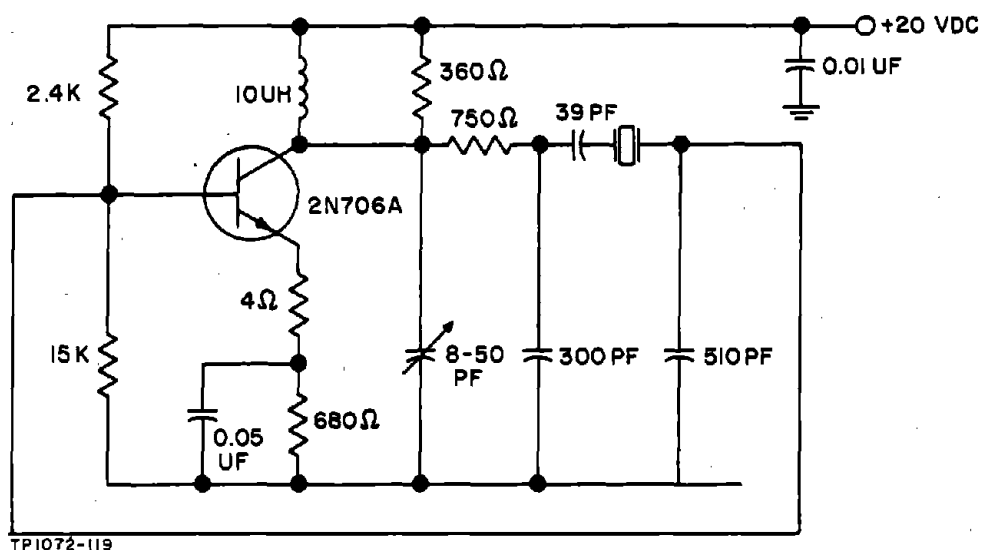 +20 VDC
2.4K
10UH
360Ω
0.01 UF
750Ω
39 PF
2N706A
4Ω
15K
8-50
PF
300 PF
510 PF
680Ω
0.05
UF
TP1072-119